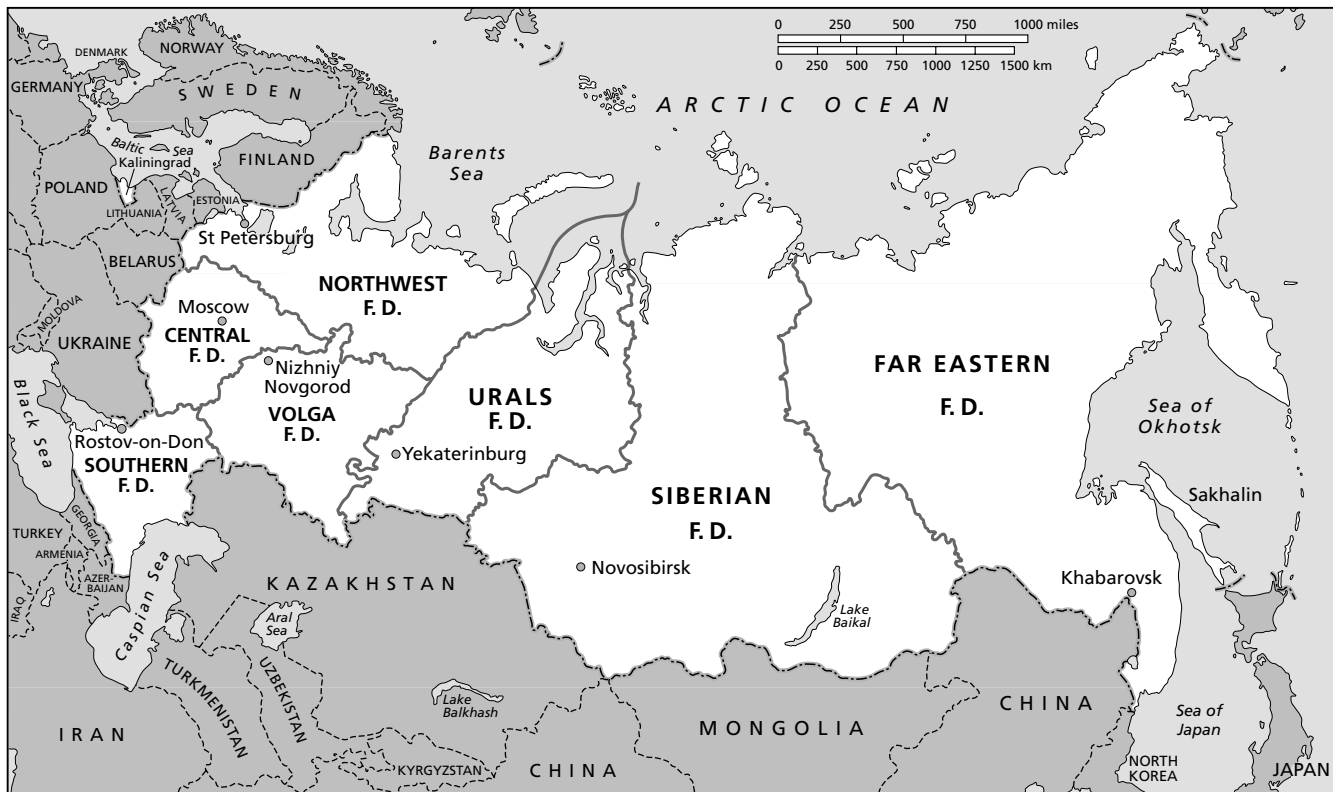 0 250 500 750 1000 miles
0 250 500 750 1000 1250 1500 km
DENMARK
NORWAY
GERMANY
SWEDEN
ARCTIC OCEAN
Baltic Sea
Kaliningrad
FINLAND
Barents
Sea
POLAND
ESTONIA
LATVIA
LITHUANIA
St Petersburg
BELARUS
NORTHWEST
F. D.
MOLDOVA
Moscow
CENTRAL
F. D.
UKRAINE
Nizhniy
Novgorod
VOLGA
F. D.
URALS
F. D.
FAR EASTERN
F. D.
Black Sea
Sea of
Okhotsk
Rostov-on-Don
SOUTHERN
F. D.
Yekaterinburg
SIBERIAN
F. D.
Sakhalin
GEORGIA
TURKEY
ARMENIA
AZER-
BAIJAN
IRAQ
Caspian Sea
KAZAKHSTAN
Novosibirsk
Khabarovsk
Aral
Sea
Lake
Baikal
TURKMENISTAN
UZBEKISTAN
Lake
Balkhash
CHINA
MONGOLIA
Sea of
Japan
IRAN
KYRGYZSTAN
CHINA
NORTH
KOREA
JAPAN